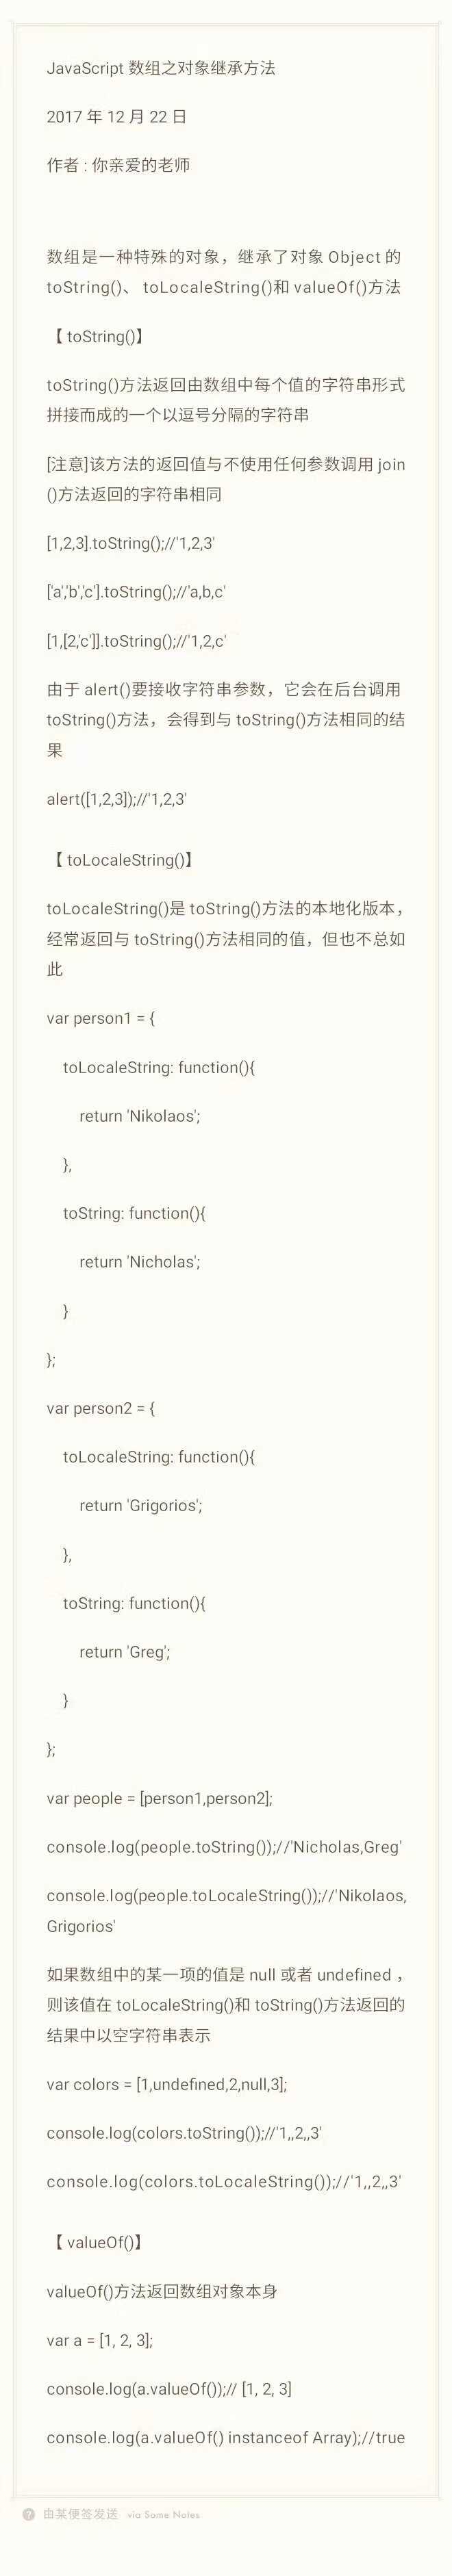 JavaScript 数组之对象继承方法
2017 年 12 月 22 日
作者 : 你亲爱的老师
数组是一种特殊的对象，继承了对象 Object 的
toString()、 toLocaleString()和 valueOf()方法
【 toString()】
toString()方法返回由数组中每个值的字符串形式
拼接而成的一个以逗号分隔的字符串
[注意]该方法的返回值与不使用任何参数调用 join
()方法返回的字符串相同
[1,2,3].toString();//'1,2,3'
['a','b','c'].toString();//'a,b,c'
[1,[2,'c']].toString();//'1,2,c'
由于 alert()要接收字符串参数，它会在后台调用
toString()方法，会得到与 toString()方法相同的结
果
alert([1,2,3]);//'1,2,3'
【 toLocaleString()】
toLocaleString()是 toString()方法的本地化版本，
经常返回与 toString()方法相同的值，但也不总如
此
var person1 = {
toLocaleString: function(){
return 'Nikolaos';
},
toString: function(){
return 'Nicholas';
}
};
var person2 = {
toLocaleString: function(){
return 'Grigorios';
},
toString: function(){
return 'Greg';
}
};
var people = [person1,person2];
console.log(people.toString());//'Nicholas,Greg'
console.log(people.toLocaleString());//'Nikolaos,
Grigorios'
如果数组中的某一项的值是 null 或者 undefined ，
则该值在 toLocaleString()和 toString()方法返回的
结果中以空字符串表示
var colors = [1,undefined,2,null,3];
console.log(colors.toString());//'1,,2,,3'
console.log(colors.toLocaleString());//'1,,2,,3'
【 valueOf()】
valueOf()方法返回数组对象本身
var a = [1, 2, 3];
console.log(a.valueOf());// [1, 2, 3]
console.log(a.valueOf() instanceof Array);//true
? 由某便签发送 via Some Notes